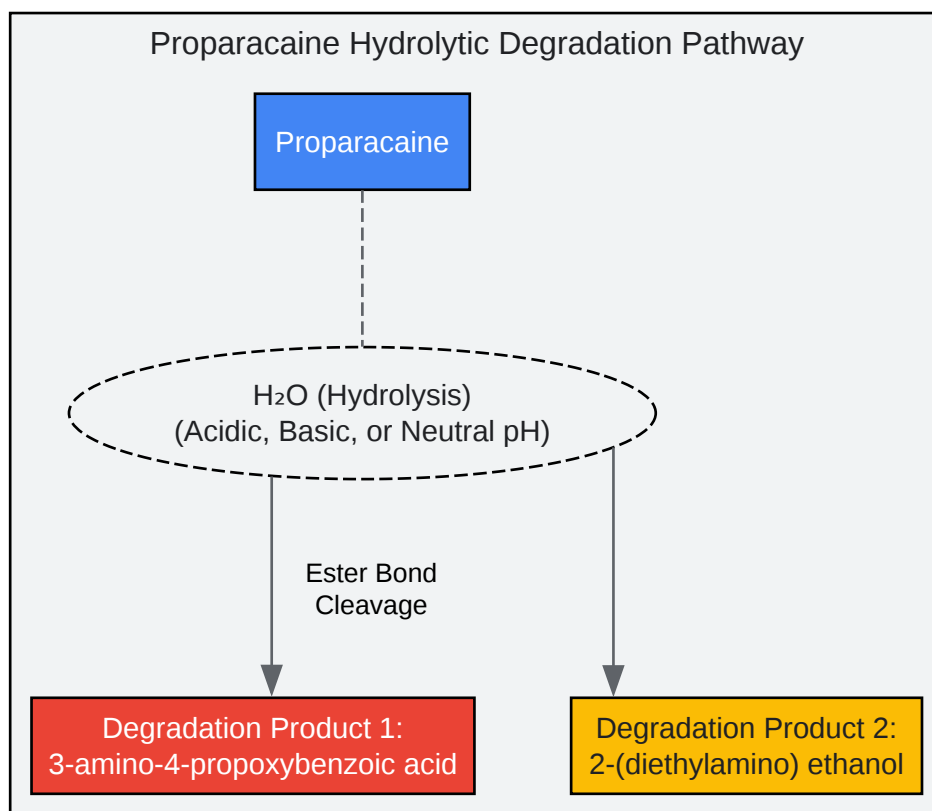 Proparacaine Hydrolytic Degradation Pathway
Proparacaine
H₂O (Hydrolysis)
(Acidic, Basic, or Neutral pH)
Ester Bond
Cleavage
Degradation Product 1:
3-amino-4-propoxybenzoic acid
Degradation Product 2:
2-(diethylamino) ethanol